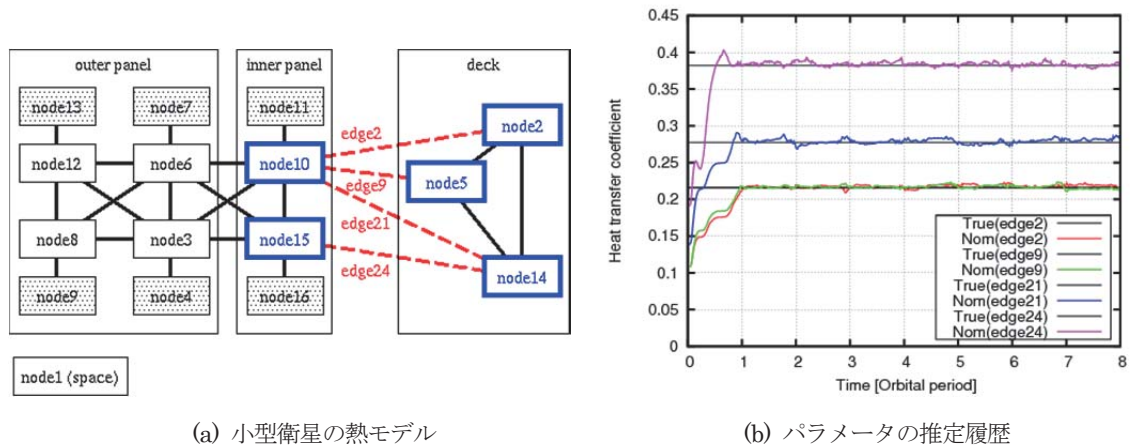 outer panel
inner panel
deck
node13
node7
node11
node2
edge2
node12
node6
node10
node5
edge9
edge21
node8
node3
node15
edge24
node14
node9
node4
node16
node1 (space)
(a) 小型衛星の熱モデル
0.45
0.4
0.35
0.3
0.25
0.2
0.15
0.1
0.05
0
Heat transfer coefficient
True(edge2)
Nom(edge2)
True(edge9)
Nom(edge9)
True(edge21)
Nom(edge21)
True(edge24)
Nom(edge24)
0 1 2 3 4 5 6 7 8
Time [Orbital period]
(b) パラメータの推定履歴